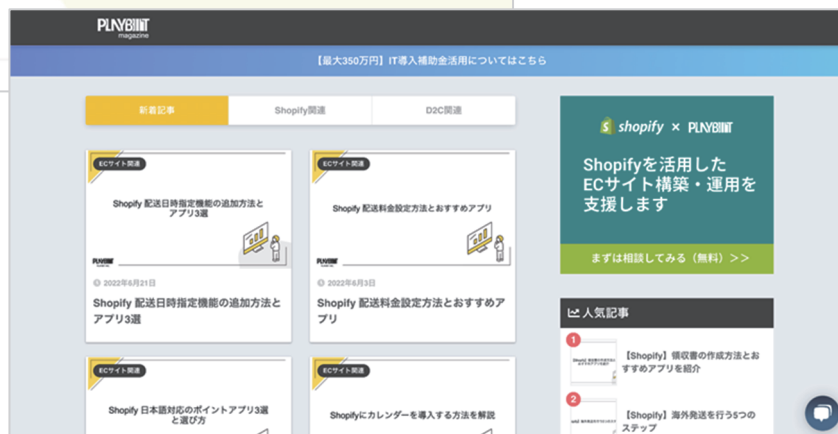 PLAYBIIIT
magazine
【最大350万円】IT導入補助金活用についてはこちら
新着記事
Shopify関連
D2C関連
ECサイト関連
Shopify 配送日時指定機能の追加方法と
アプリ3選
2022年6月21日
Shopify 配送日時指定機能の追加方法と
アプリ3選
ECサイト関連
Shopify 配送料金設定方法とおすすめアプリ
2022年6月3日
Shopify 配送料金設定方法とおすすめア
プリ
ECサイト関連
Shopify 日本語対応のポイントアプリ3選
と選び方
ECサイト関連
Shopifyにカレンダーを導入する方法を解説
shopify × PLAYBIIIT
Shopifyを活用した
ECサイト構築・運用を
支援します
まずは相談してみる（無料）＞＞
人気記事
1
【Shopify】領収書の作成方法とお
すすめアプリを紹介
2
【Shopify】海外発送を行う5つの
ステップ